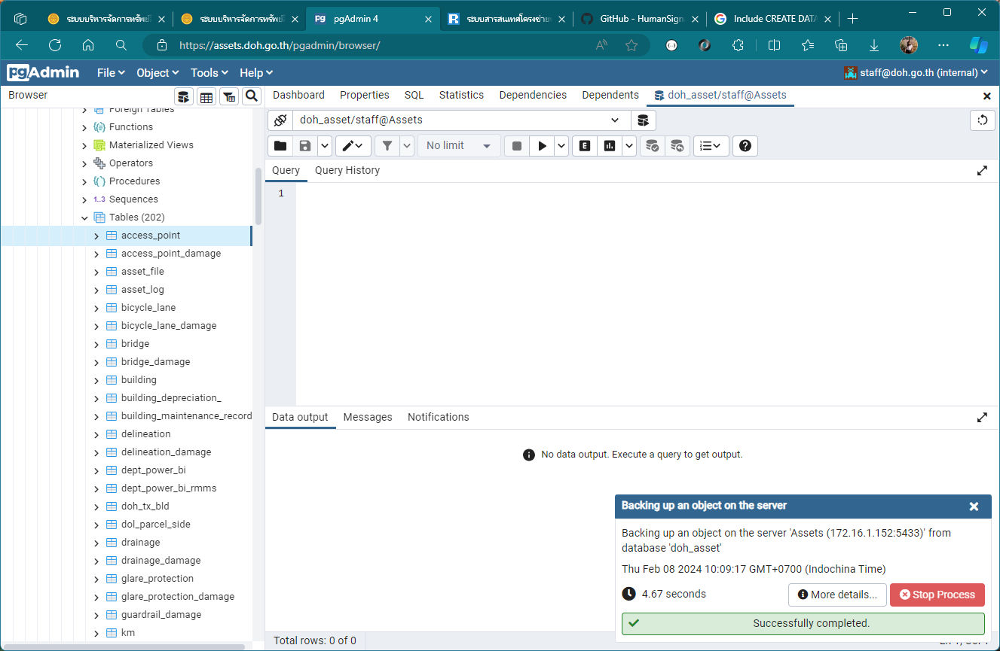 ระบบบริหารจัดการทรัพย์
ระบบบริหารจัดการทรัพย์
pg pgAdmin 4
R ระบบสารสนเทศโครงข่าย
GitHub - HumanSign
Include CREATE DATA
https://assets.doh.go.th/pgadmin/browser/
pgAdmin File Object Tools Help staff@doh.go.th (internal)
Browser
Dashboard Properties SQL Statistics Dependencies Dependents doh_asset/staff@Assets
Foreign Tables
Functions
Materialized Views
Operators
Procedures
1..3 Sequences
Tables (202)
access_point
access_point_damage
asset_file
asset_log
bicycle_lane
bicycle_lane_damage
bridge
bridge_damage
building
building_depreciation_
building_maintenance_record
delineation
delineation_damage
dept_power_bi
dept_power_bi_rmms
doh_tx_bld
dol_parcel_side
drainage
drainage_damage
glare_protection
glare_protection_damage
guardrail_damage
km
doh_asset/staff@Assets
No limit
E
Query Query History
1
Data output Messages Notifications
No data output. Execute a query to get output.
Backing up an object on the server
Backing up an object on the server 'Assets (172.16.1.152:5433)' from
database 'doh_asset'
Thu Feb 08 2024 10:09:17 GMT+0700 (Indochina Time)
4.67 seconds More details... Stop Process
Successfully completed.
Total rows: 0 of 0